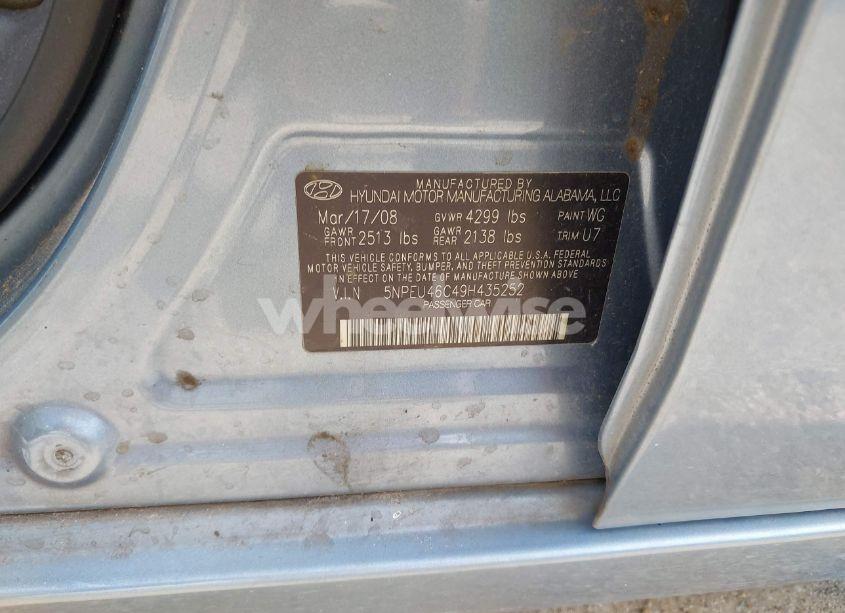 MANUFACTURED BY
HYUNDAI MOTOR MANUFACTURING ALABAMA, LLC
Mar/17/08 GVWR 4299 lbs PAINT WG
GAWR FRONT 2513 lbs GAWR REAR 2138 lbs TRIM U7
THIS VEHICLE CONFORMS TO ALL APPLICABLE U.S.A. FEDERAL
MOTOR VEHICLE SAFETY, BUMPER, AND THEFT PREVENTION STANDARDS
IN EFFECT ON THE DATE OF MANUFACTURE SHOWN ABOVE
V.I.N 5NPEU46C49H435252
PASSENGER CAR
wheelwise